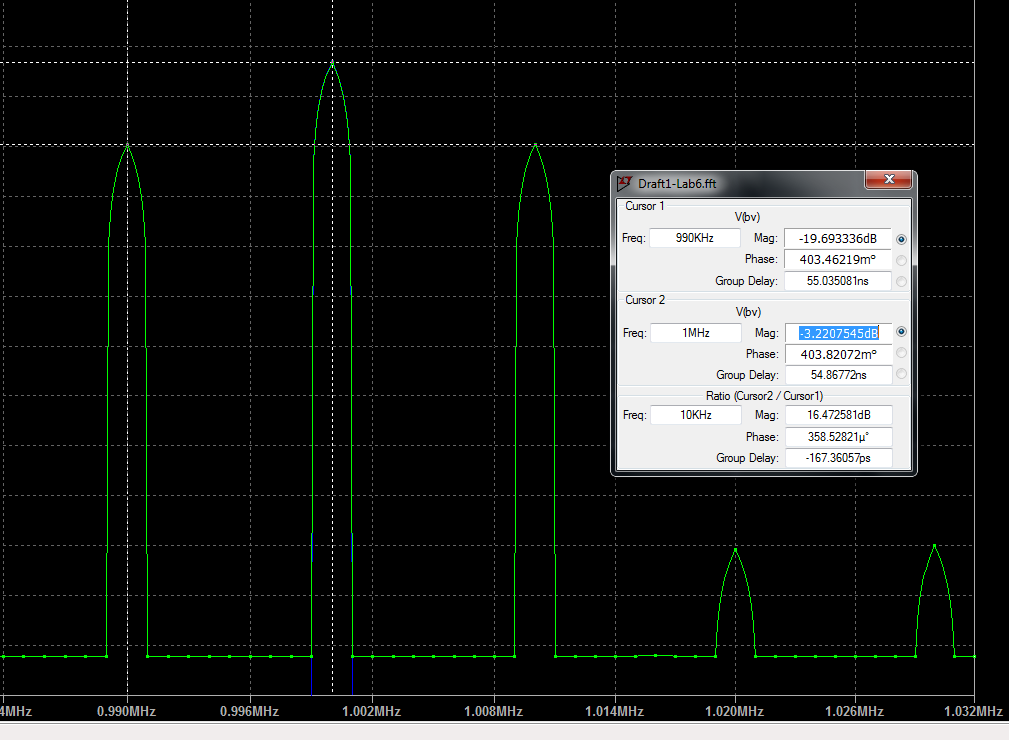 Draft1-Lab6.fft
Cursor 1
V(bv)
Freq: 990KHz Mag: -19.693336dB
Phase: 403.46219m°
Group Delay: 55.035081ns
Cursor 2
V(bv)
Freq: 1MHz Mag: -3.2207545dB
Phase: 403.82072m°
Group Delay: 54.86772ns
Ratio (Cursor2 / Cursor1)
Freq: 10KHz Mag: 16.472581dB
Phase: 358.52821µ°
Group Delay: -167.36057ps
4MHz 0.990MHz 0.996MHz 1.002MHz 1.008MHz 1.014MHz 1.020MHz 1.026MHz 1.032MHz